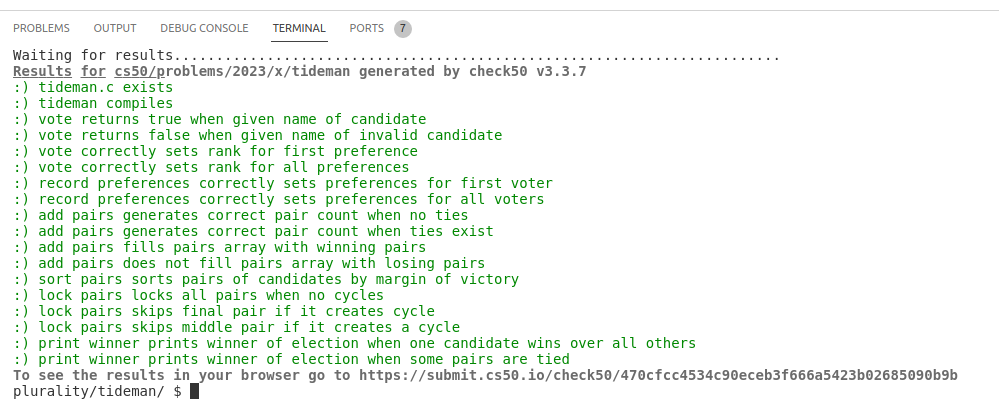 PROBLEMS OUTPUT DEBUG CONSOLE TERMINAL PORTS 7
Waiting for results........................................................................
Results for cs50/problems/2023/x/tideman generated by check50 v3.3.7
:) tideman.c exists
:) tideman compiles
:) vote returns true when given name of candidate
:) vote returns false when given name of invalid candidate
:) vote correctly sets rank for first preference
:) vote correctly sets rank for all preferences
:) record preferences correctly sets preferences for first voter
:) record preferences correctly sets preferences for all voters
:) add pairs generates correct pair count when no ties
:) add pairs generates correct pair count when ties exist
:) add pairs fills pairs array with winning pairs
:) add pairs does not fill pairs array with losing pairs
:) sort pairs sorts pairs of candidates by margin of victory
:) lock pairs locks all pairs when no cycles
:) lock pairs skips final pair if it creates cycle
:) lock pairs skips middle pair if it creates a cycle
:) print winner prints winner of election when one candidate wins over all others
:) print winner prints winner of election when some pairs are tied
To see the results in your browser go to https://submit.cs50.io/check50/470cfcc4534c90eceb3f666a5423b02685090b9b
plurality/tideman/ $